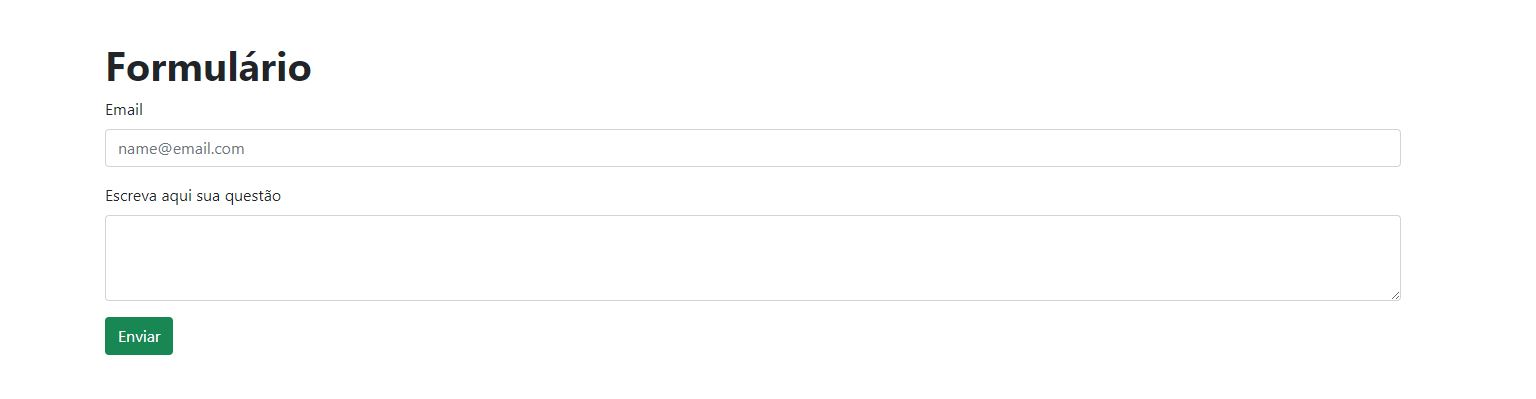 Formulário
Email
name@email.com
Escreva aqui sua questão
Enviar